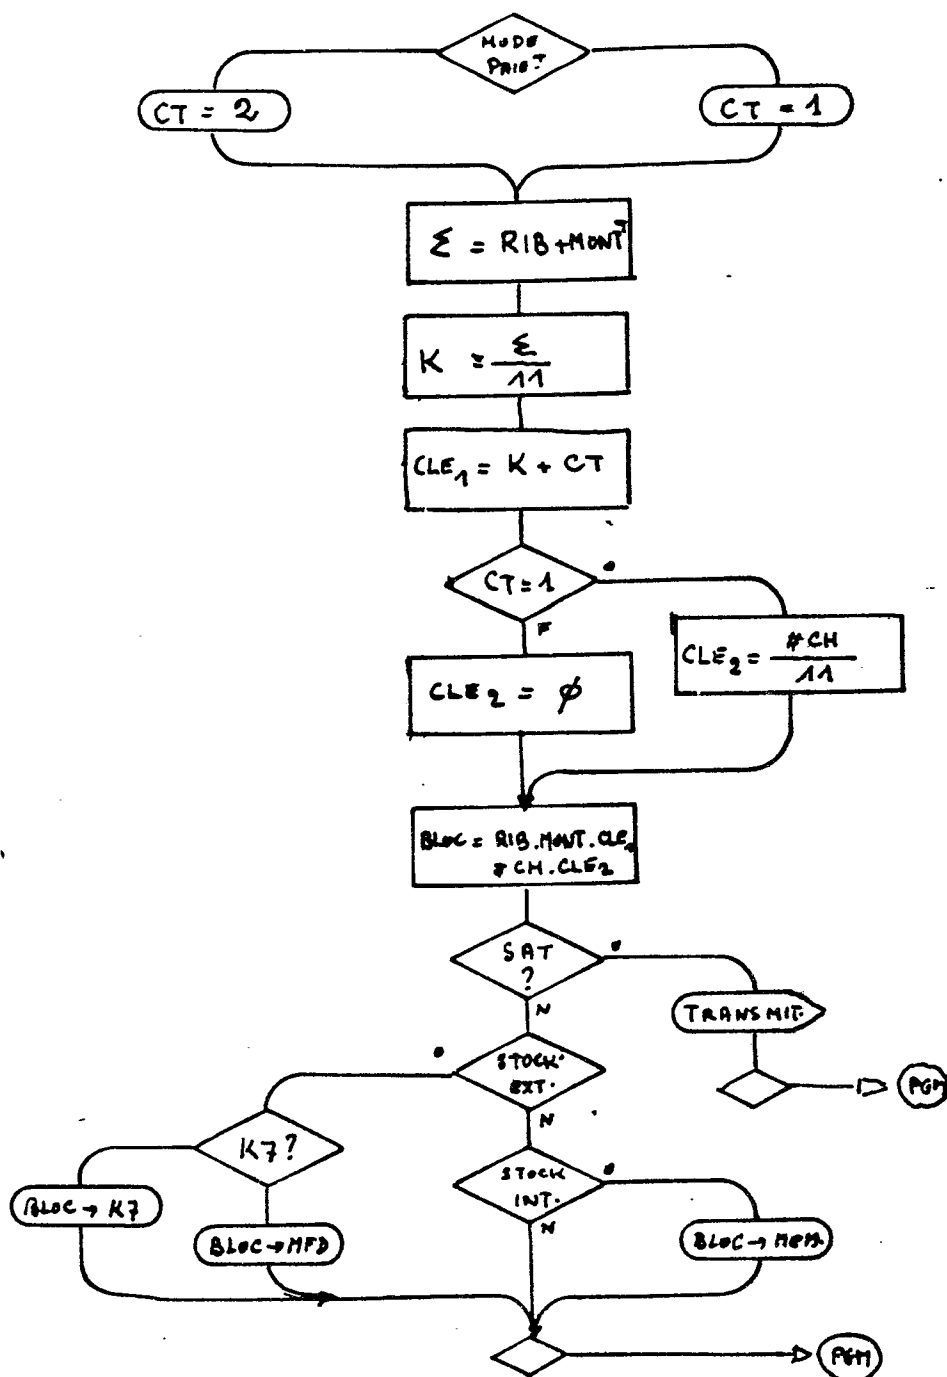 MODE
PAIE.T
CT = 2
CT = 1
Σ = RIB+MONT^T
K = Σ
11
CLE₁ = K + CT
CT=1
F
CLE₂ = #CH
11
CLE₂ = ϕ
BLOC = RIB.MONT.CLE₁
# CH.CLE₂
SAT
?
N
TRANSMIT.
STOCK.
EXT.
N
PGM
K7?
STOCK
INT.
N
BLOC → K7
BLOC → MFD
BLOC → MEM.
PGM